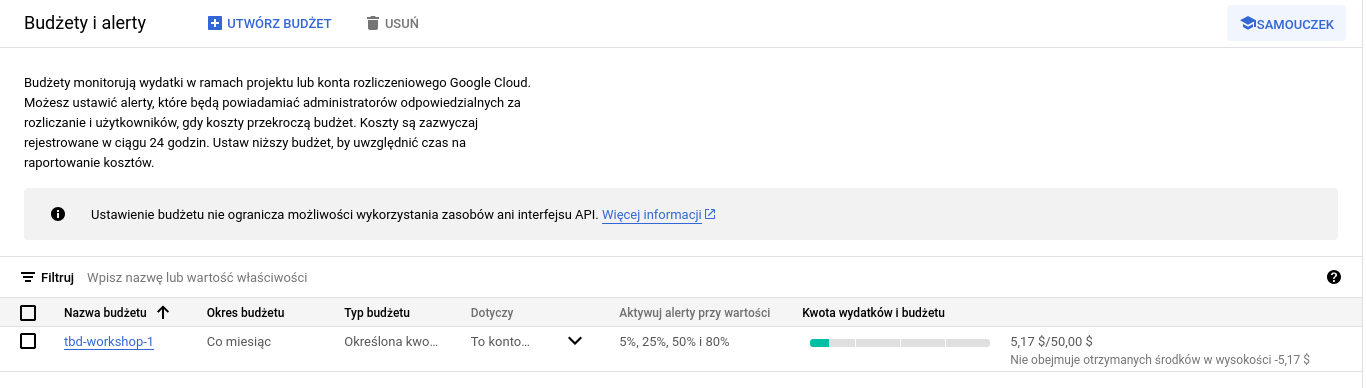 Budżety i alerty
UTWÓRZ BUDŻET
USUŃ
SAMOUCZEK
Budżety monitorują wydatki w ramach projektu lub konta rozliczeniowego Google Cloud.
Możesz ustawić alerty, które będą powiadamiać administratorów odpowiedzialnych za
rozliczanie i użytkowników, gdy koszty przekroczą budżet. Koszty są zazwyczaj
rejestrowane w ciągu 24 godzin. Ustaw niższy budżet, by uwzględnić czas na
raportowanie kosztów.
Ustawienie budżetu nie ogranicza możliwości wykorzystania zasobów ani interfejsu API. Więcej informacji
Filtruj Wpisz nazwę lub wartość właściwości
Nazwa budżetu Okres budżetu Typ budżetu Dotyczy Aktywuj alerty przy wartości Kwota wydatków i budżetu
tbd-workshop-1 Co miesiąc Określona kwo... To konto... 5%, 25%, 50% i 80% 5,17 $/50,00 $
Nie obejmuje otrzymanych środków w wysokości -5,17 $